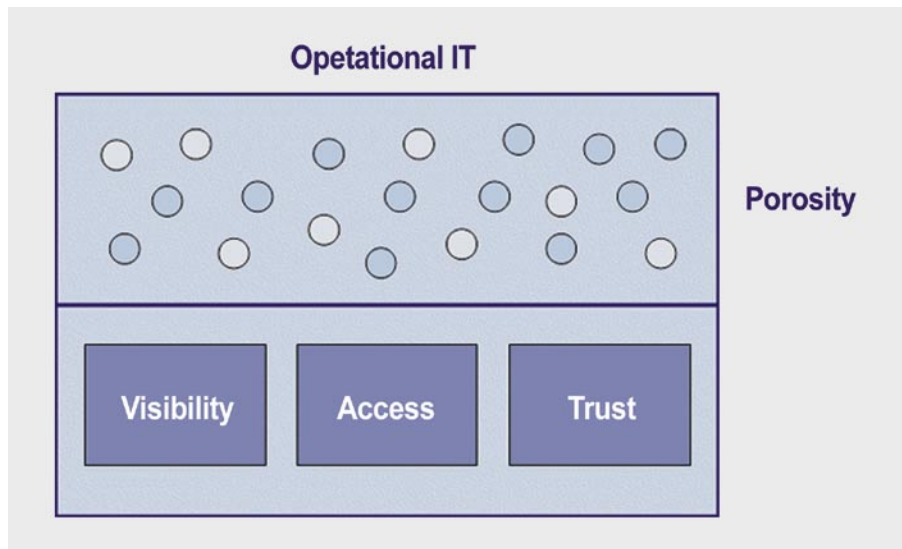 Opetational IT
Porosity
Visibility
Access
Trust